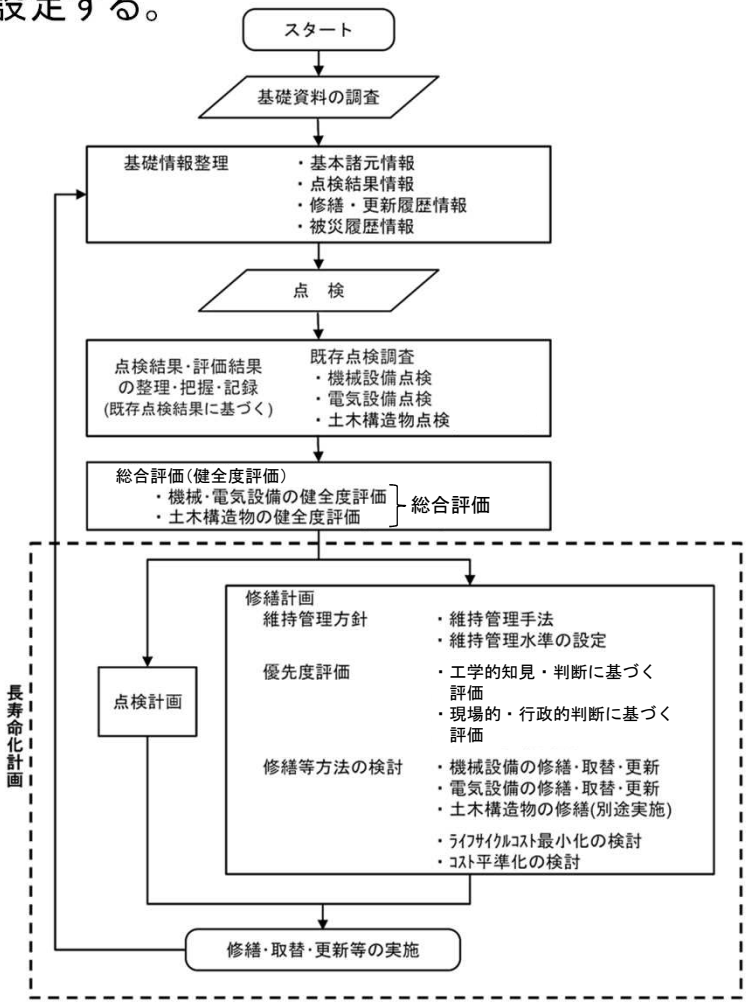 設定する。
スタート
基礎資料の調査
基礎情報整理
・基本諸元情報
・点検結果情報
・修繕・更新履歴情報
・被災履歴情報
点 検
点検結果・評価結果
の整理・把握・記録
(既存点検結果に基づく)
既存点検調査
・機械設備点検
・電気設備点検
・土木構造物点検
総合評価(健全度評価)
・機械・電気設備の健全度評価
・土木構造物の健全度評価
総合評価
長寿命化計画
点検計画
修繕計画
維持管理方針
・維持管理手法
・維持管理水準の設定
優先度評価
・工学的知見・判断に基づく
評価
・現場的・行政的判断に基づく
評価
修繕等方法の検討
・機械設備の修繕・取替・更新
・電気設備の修繕・取替・更新
・土木構造物の修繕(別途実施)
・ﾗｲﾌｻｲｸﾙｺｽﾄ最小化の検討
・ｺｽﾄ平準化の検討
修繕・取替・更新等の実施